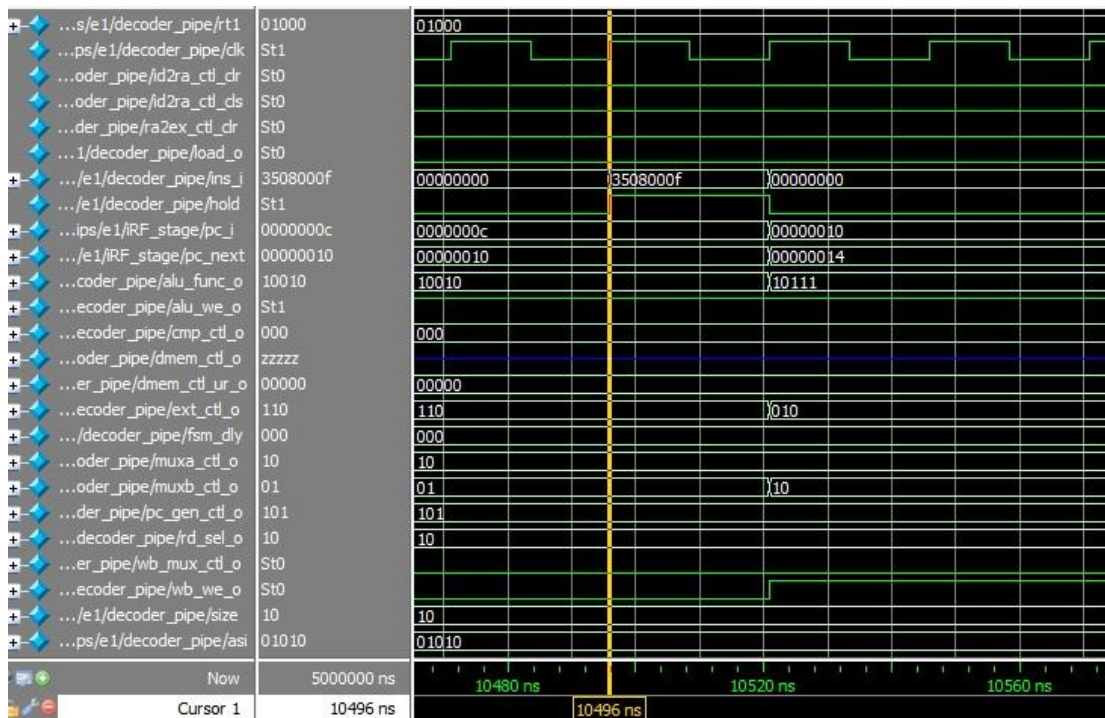 ...s/e1/decoder_pipe/rt1 01000 01000
...ps/e1/decoder_pipe/clk St1
...oder_pipe/id2ra_ctl_clr St0
...oder_pipe/id2ra_ctl_cls St0
...der_pipe/ra2ex_ctl_clr St0
...1/decoder_pipe/load_o St0
.../e1/decoder_pipe/ins_i 3508000f 00000000 3508000f 00000000
.../e1/decoder_pipe/hold St1
...ips/e1/iRF_stage/pc_i 0000000c 0000000c 00000010
.../e1/iRF_stage/pc_next 00000010 00000010 00000014
...coder_pipe/alu_func_o 10010 10010 10111
...ecoder_pipe/alu_we_o St1
...ecoder_pipe/cmp_ctl_o 000 000
...oder_pipe/dmem_ctl_o zzzzz
...er_pipe/dmem_ctl_ur_o 00000 00000
...ecoder_pipe/ext_ctl_o 110 110 010
.../decoder_pipe/fsm_dly 000 000
...oder_pipe/muxa_ctl_o 10 10
...oder_pipe/muxb_ctl_o 01 01 10
...der_pipe/pc_gen_ctl_o 101 101
...decoder_pipe/rd_sel_o 10 10
...er_pipe/wb_mux_ctl_o St0
...ecoder_pipe/wb_we_o St0
.../e1/decoder_pipe/size 10 10
...ps/e1/decoder_pipe/asi 01010 01010
Now 5000000 ns 10480 ns 10520 ns 10560 ns
Cursor 1 10496 ns 10496 ns